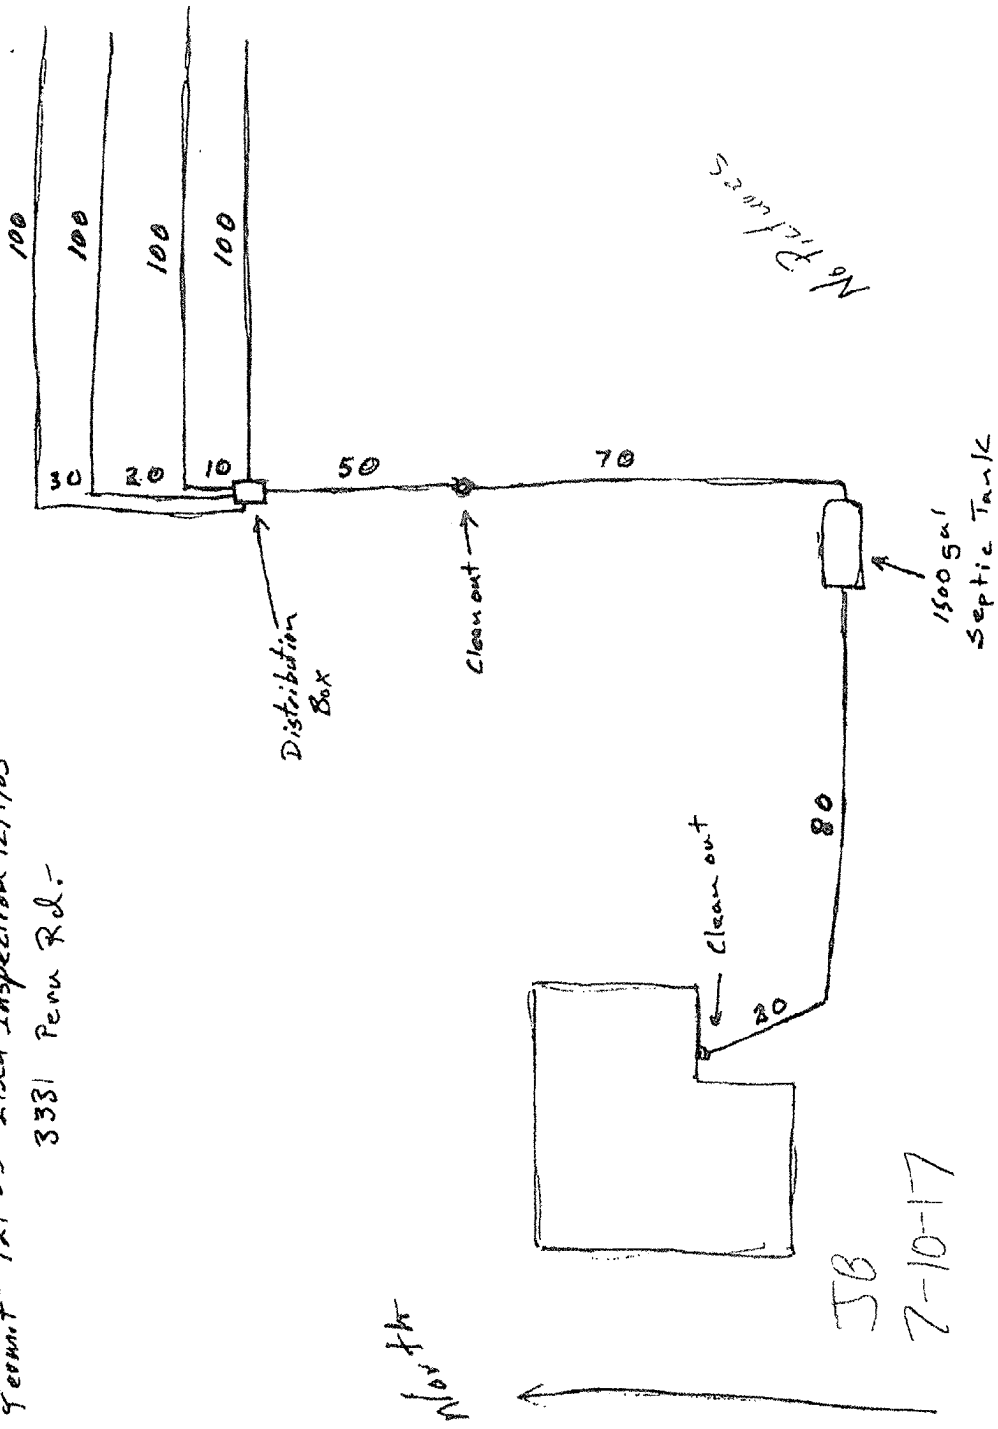 3331 Peru Rd.
100
100
100
100
30
20
10
50
70
Distribution
Box
Clean out
1500 gal
Septic Tank
80
Clean out
20
No Pictures
North
JB
7-10-17